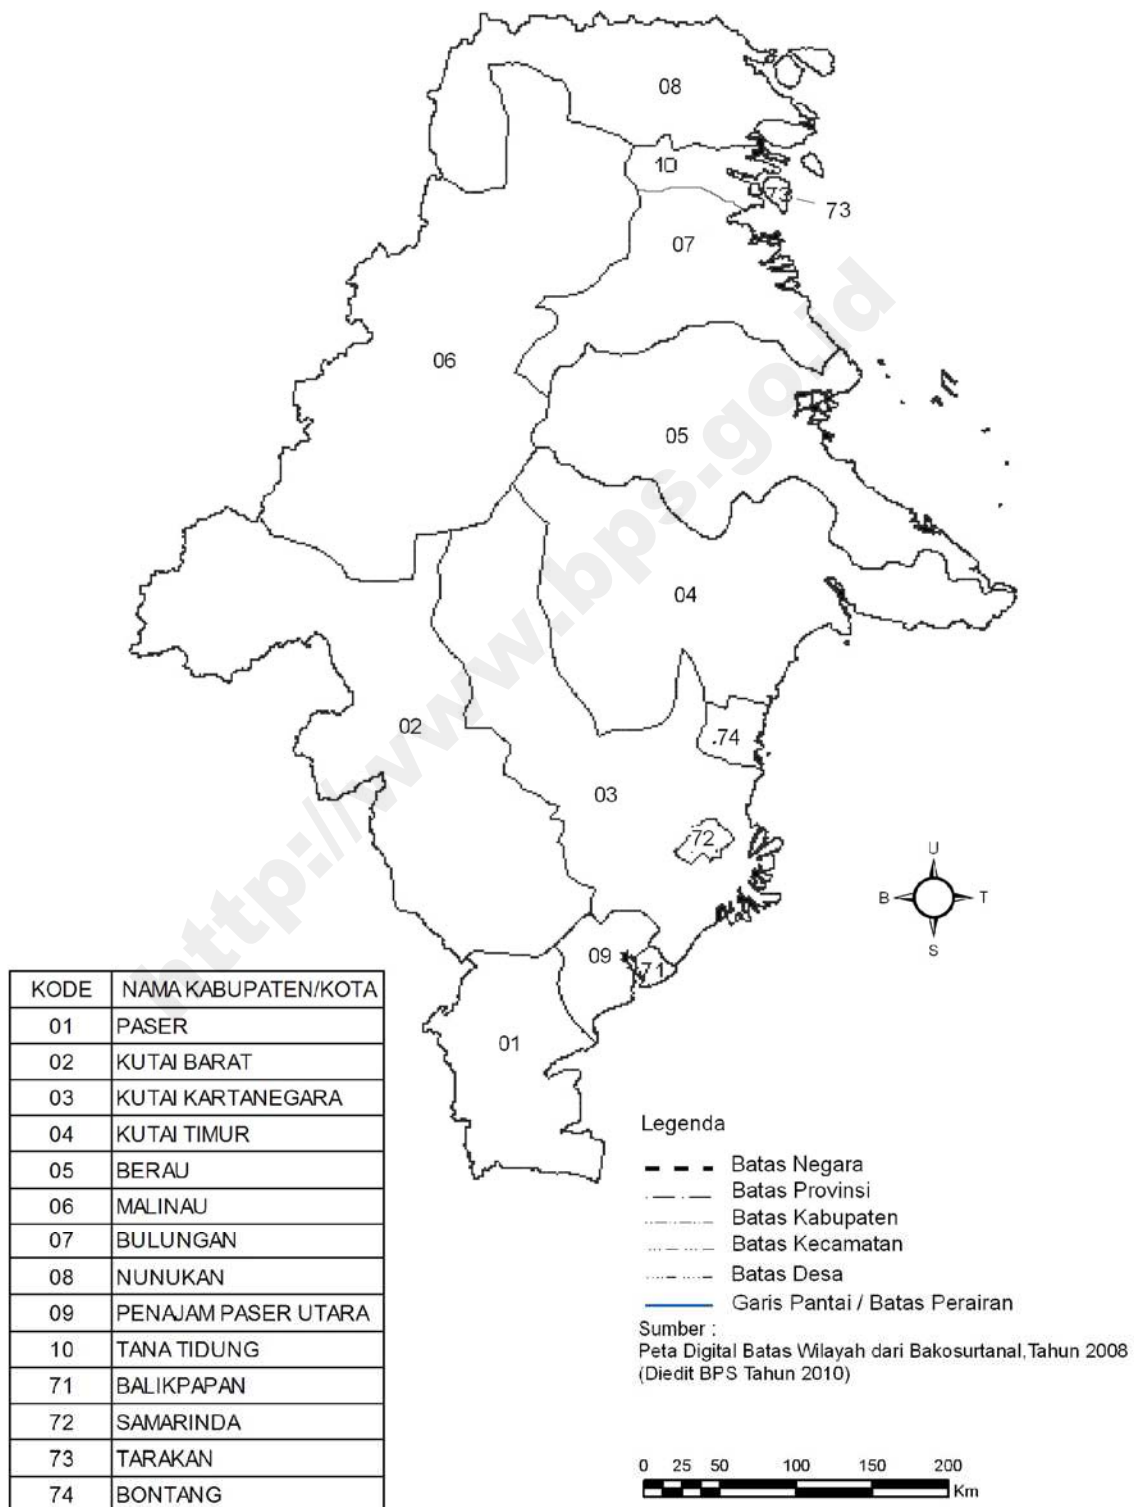 08
10
73
73
07
06
05
04
02
.74
03
72
09
71
01
http://www.bps.go.id
U
B
T
S
KODE NAMA KABUPATEN/KOTA
01 PASER
02 KUTAI BARAT
03 KUTAI KARTANEGARA
04 KUTAI TIMUR
05 BERAU
06 MALINAU
07 BULUNGAN
08 NUNUKAN
09 PENAJAM PASER UTARA
10 TANA TIDUNG
71 BALIKPAPAN
72 SAMARINDA
73 TARAKAN
74 BONTANG
Legenda
Batas Negara
Batas Provinsi
Batas Kabupaten
Batas Kecamatan
Batas Desa
Garis Pantai / Batas Perairan
Sumber :
Peta Digital Batas Wilayah dari Bakosurtanal,Tahun 2008
(Diedit BPS Tahun 2010)
0 25 50 100 150 200
Km